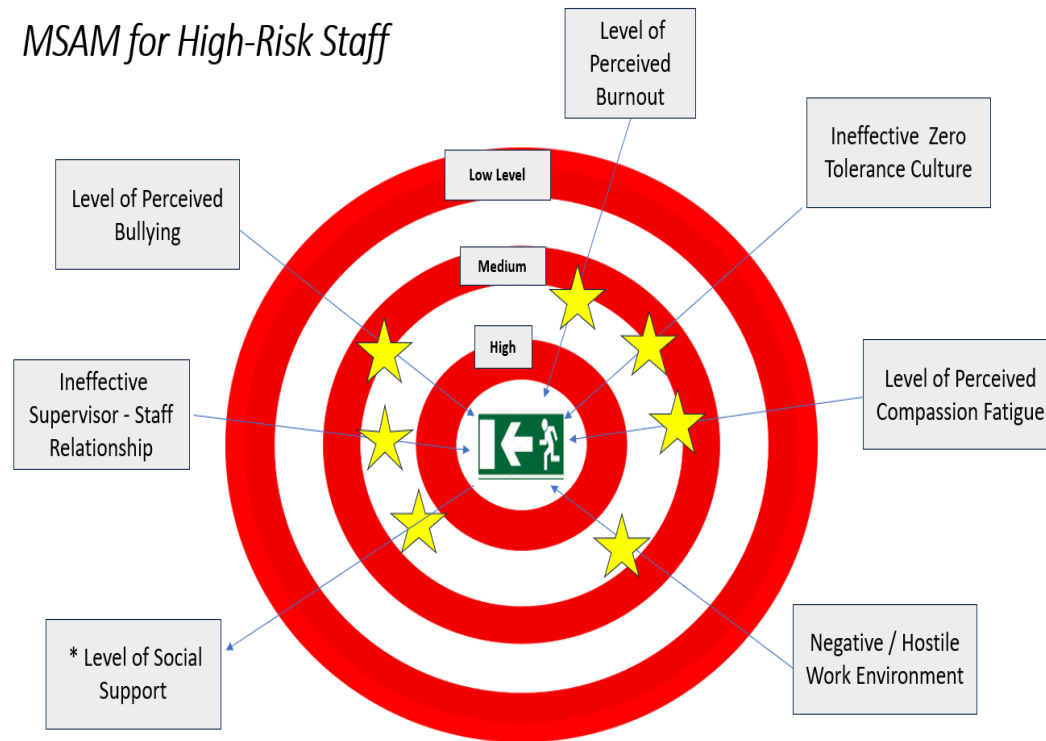 MSAM for High-Risk Staff
Level of
Perceived
Burnout
Ineffective Zero
Tolerance Culture
Low Level
Level of Perceived
Bullying
Medium
High
Ineffective
Supervisor - Staff
Relationship
Level of Perceived
Compassion Fatigue
* Level of Social
Support
Negative / Hostile
Work Environment